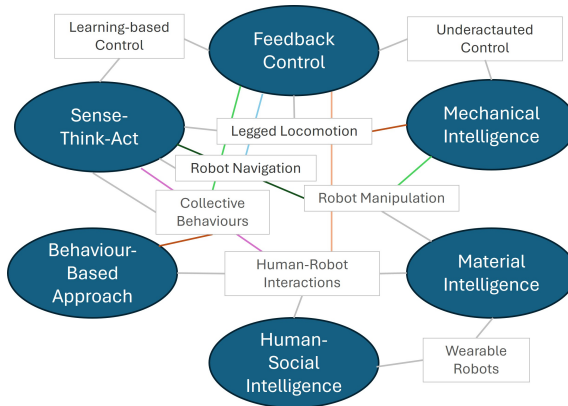 Learning-based
Control
Feedback
Control
Underactauted
Control
Sense-
Think-Act
Legged Locomotion
Mechanical
Intelligence
Robot Navigation
Collective
Behaviours
Robot Manipulation
Behaviour-
Based
Approach
Human-Robot
Interactions
Material
Intelligence
Human-
Social
Intelligence
Wearable
Robots